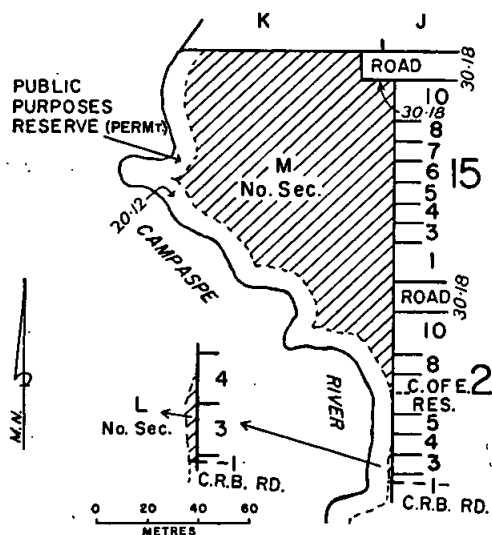 K J
ROAD
30·18
30·18
PUBLIC
PURPOSES
RESERVE (PERMT)
M
No. Sec.
10
8
7
6
5
4
3
1
15
20·12
CAMPASPE
ROAD
30·18
10
8
C. OF E.
RES.
5
4
3
1
C.R.B. RD.
2
RIVER
L
No. Sec.
4
3
1
C.R.B. RD.
M.N.
0 20 40 60
METRES